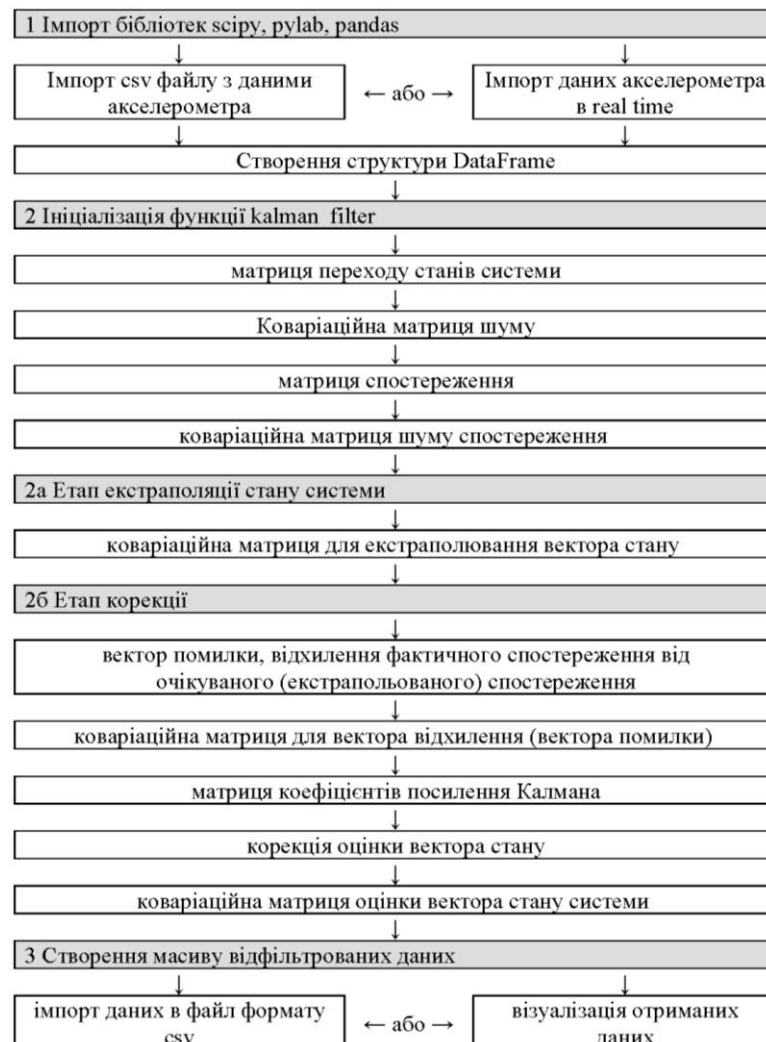 1 Імпорт бібліотек scipy, pylab, pandas
↓ ↓
Імпорт csv файлу з даними
акселерометра
← або →
Імпорт даних акселерометра
в real time
↓ ↓
Створення структури DataFrame
↓
2 Ініціалізація функції kalman filter
↓
матриця переходу станів системи
↓
Коваріаційна матриця шуму
↓
матриця спостереження
↓
коваріаційна матриця шуму спостереження
↓
2а Етап екстраполяції стану системи
↓
коваріаційна матриця для екстраполювання вектора стану
↓
2б Етап корекції
↓
вектор помилки, відхилення фактичного спостереження від
очікуваного (екстрапольованого) спостереження
↓
коваріаційна матриця для вектора відхилення (вектора помилки)
↓
матриця коефіцієнтів посилення Калмана
↓
корекція оцінки вектора стану
↓
коваріаційна матриця оцінки вектора стану системи
↓
3 Створення масиву відфільтрованих даних
↓ ↓
імпорт даних в файл формату
csv
← або →
візуалізація отриманих
даних